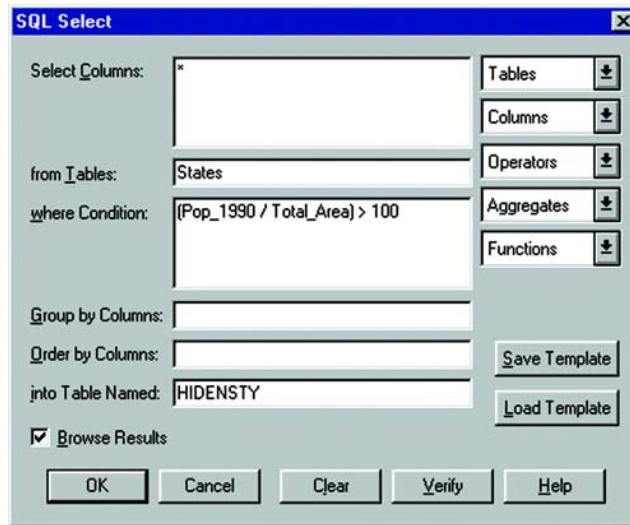 SQL Select
Select Columns:
*
Tables
Columns
from Tables:
States
Operators
where Condition:
(Pop_1990 / Total_Area) > 100
Aggregates
Functions
Group by Columns:
Order by Columns:
Save Template
into Table Named:
HIDENSTY
Load Template
Browse Results
OK
Cancel
Clear
Verify
Help